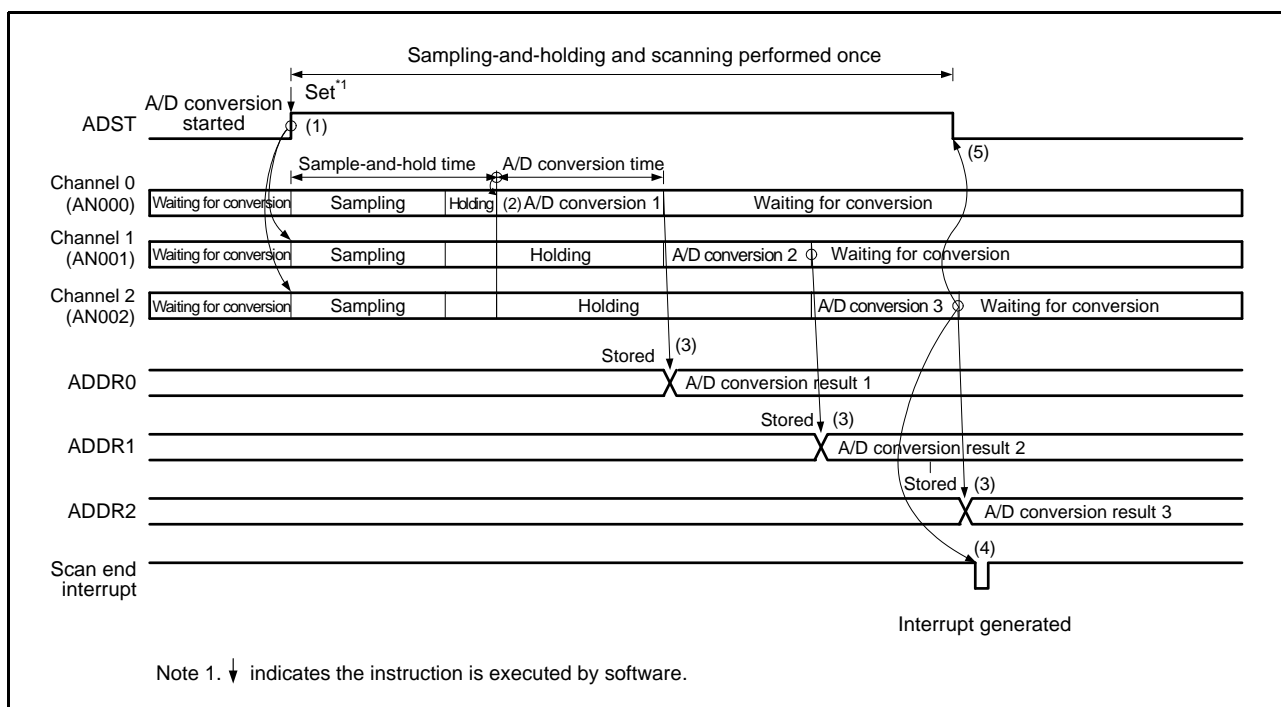 Sampling-and-holding and scanning performed once
A/D conversion started
Set*1
ADST
(1)
(5)
Sample-and-hold time
A/D conversion time
Channel 0
(AN000)
Waiting for conversion
Sampling
Holding
(2) A/D conversion 1
Waiting for conversion
Channel 1
(AN001)
Waiting for conversion
Sampling
Holding
A/D conversion 2
Waiting for conversion
Channel 2
(AN002)
Waiting for conversion
Sampling
Holding
A/D conversion 3
Waiting for conversion
Stored
(3)
ADDR0
A/D conversion result 1
Stored
(3)
ADDR1
A/D conversion result 2
Stored
(3)
ADDR2
A/D conversion result 3
(4)
Scan end
interrupt
Interrupt generated
Note 1. ↓ indicates the instruction is executed by software.